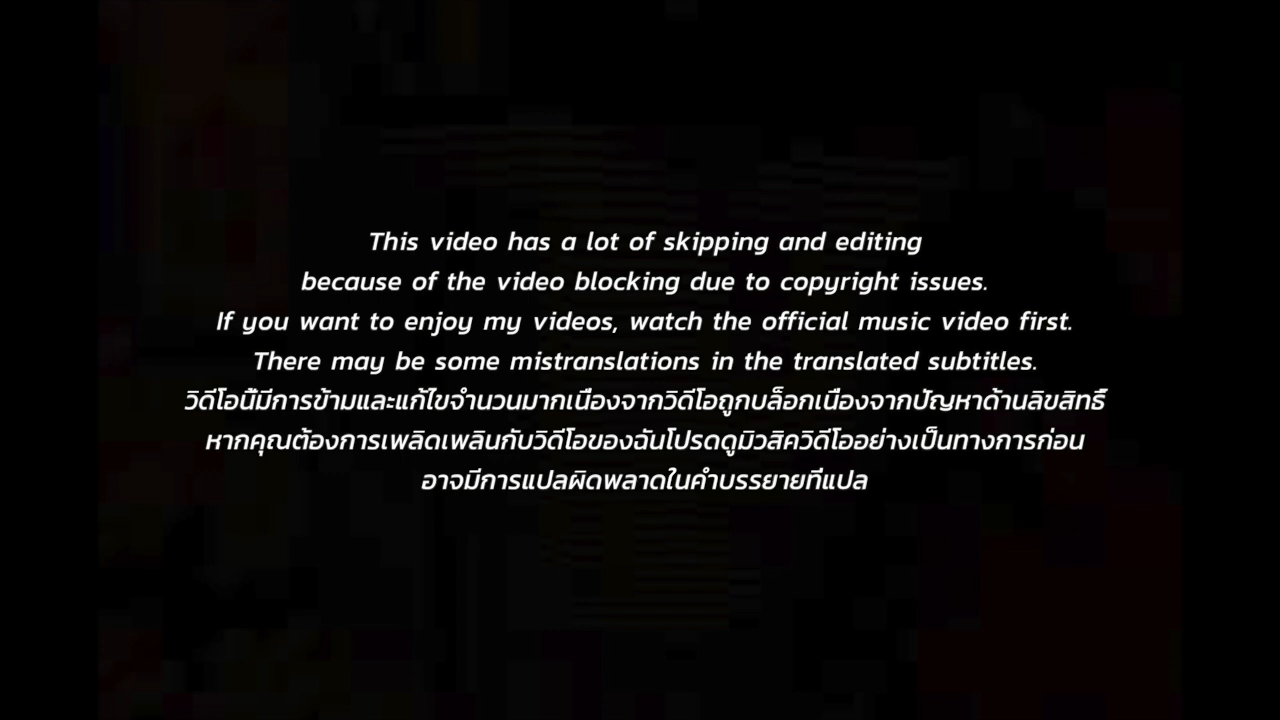 This video has a lot of skipping and editing
because of the video blocking due to copyright issues.
If you want to enjoy my videos, watch the official music video first.
There may be some mistranslations in the translated subtitles.
วิดีโอนี้มีการข้ามและแก้ไขจำนวนมากเนื่องจากวิดีโอถูกบล็อกเนื่องจากปัญหาด้านลิขสิทธิ์
หากคุณต้องการเพลิดเพลินกับวิดีโอของฉันโปรดดูมิวสิควิดีโออย่างเป็นทางการก่อน
อาจมีการแปลผิดพลาดในคำบรรยายที่แปล